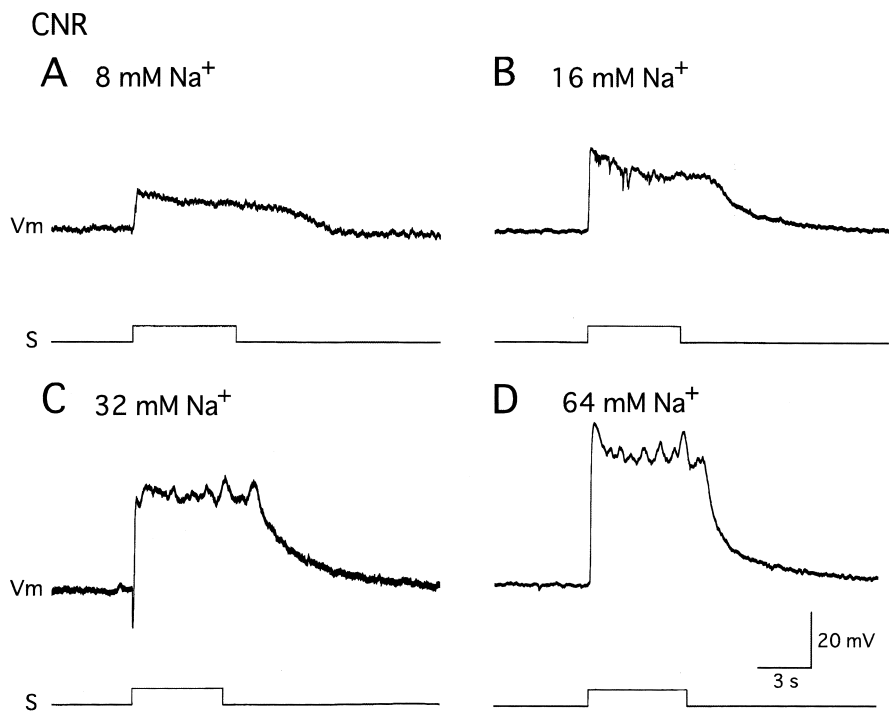 CNR
A 8 mM Na+
B 16 mM Na+
Vm
S
C 32 mM Na+
D 64 mM Na+
Vm
20 mV
3 s
S